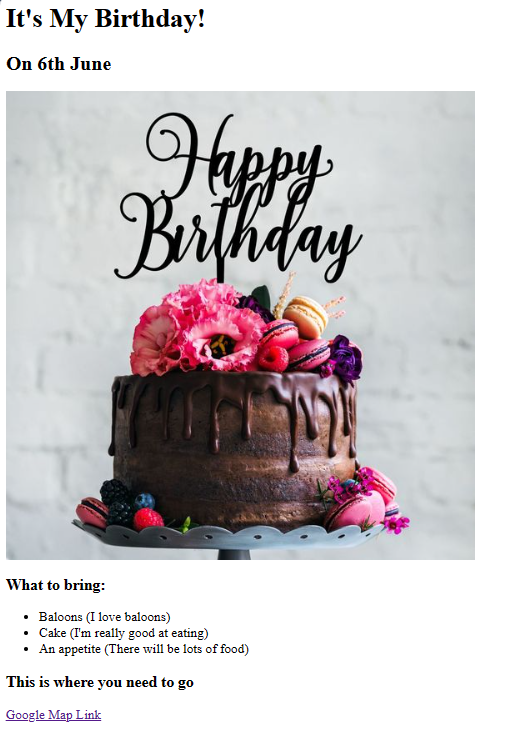 It's My Birthday!
On 6th June
Happy
Birthday
What to bring:
Baloons (I love baloons)
Cake (I'm really good at eating)
An appetite (There will be lots of food)
This is where you need to go
Google Map Link